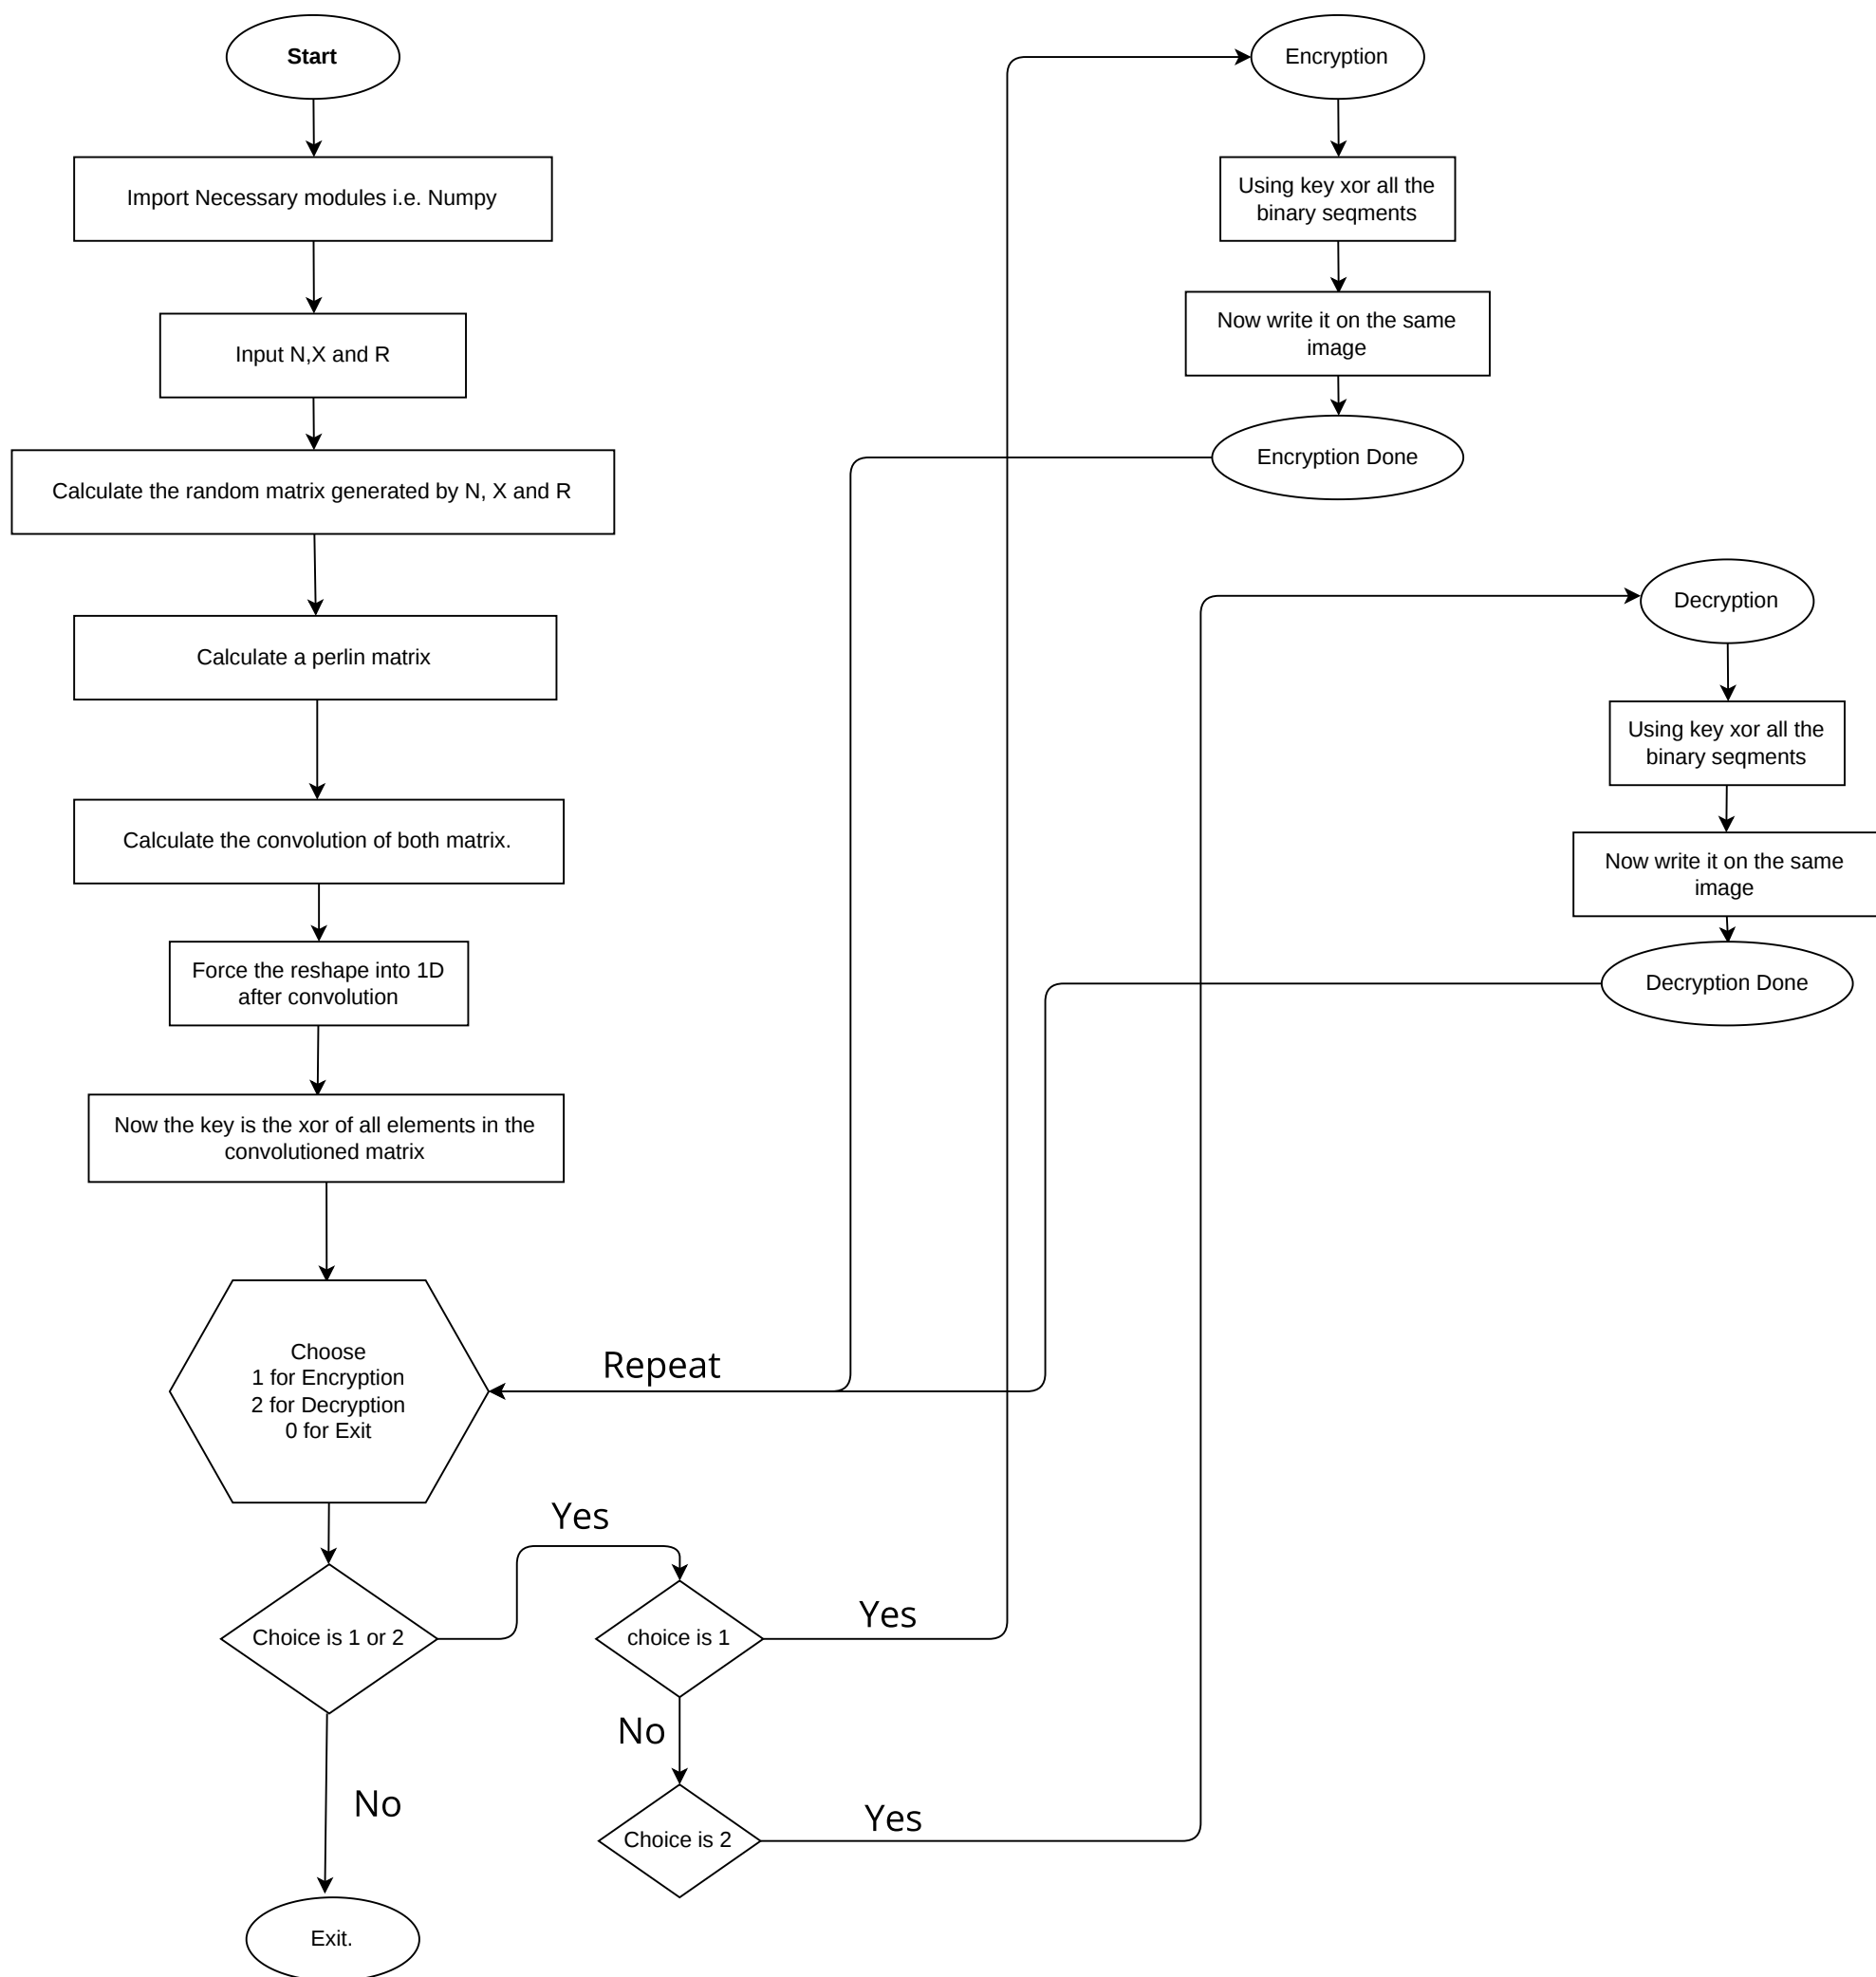 Start
Import Necessary modules i.e. Numpy
Input N,X and R
Calculate the random matrix generated by N, X and R
Calculate a perlin matrix
Calculate the convolution of both matrix.
Force the reshape into 1D
after convolution
Now the key is the xor of all elements in the
convolutioned matrix
Choose
1 for Encryption
2 for Decryption
0 for Exit
Repeat
Choice is 1 or 2
Yes
No
Exit.
choice is 1
Yes
No
Choice is 2
Yes
Encryption
Using key xor all the
binary seqments
Now write it on the same
image
Encryption Done
Decryption
Using key xor all the
binary seqments
Now write it on the same
image
Decryption Done